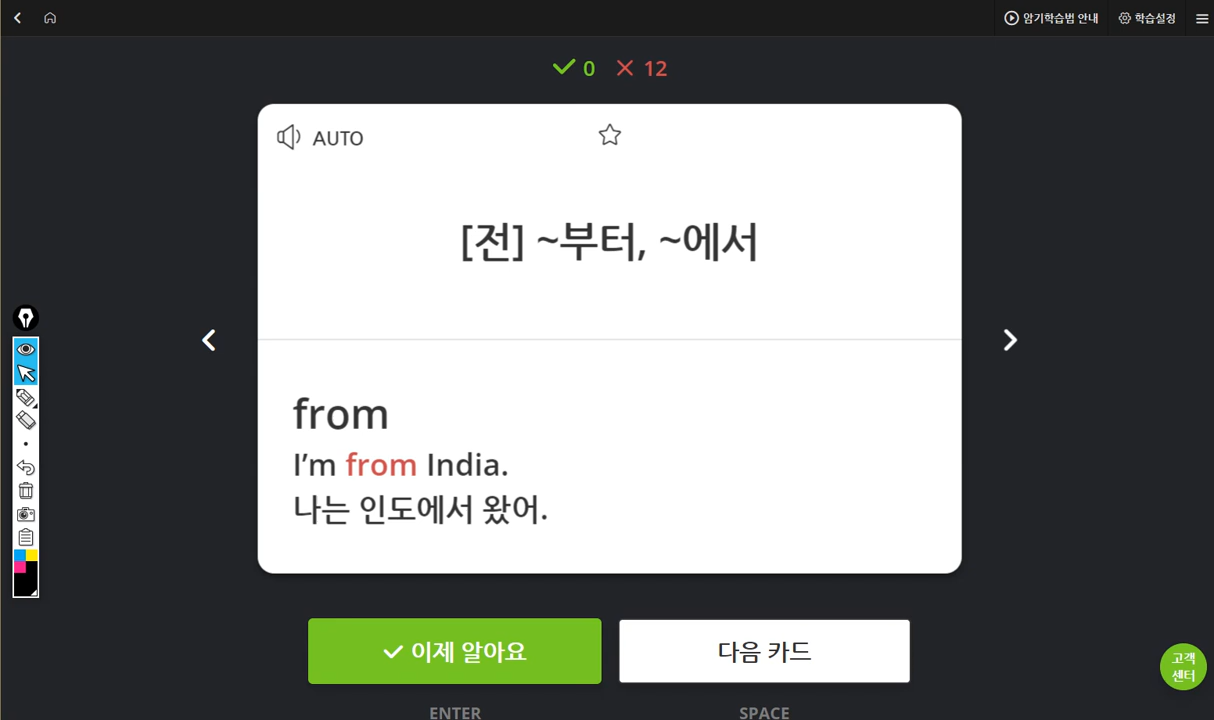 암기학습법 안내 학습설정
0 12
AUTO
[전] ~부터, ~에서
from
I’m from India.
나는 인도에서 왔어.
이제 알아요 다음 카드
ENTER SPACE
고객
센터